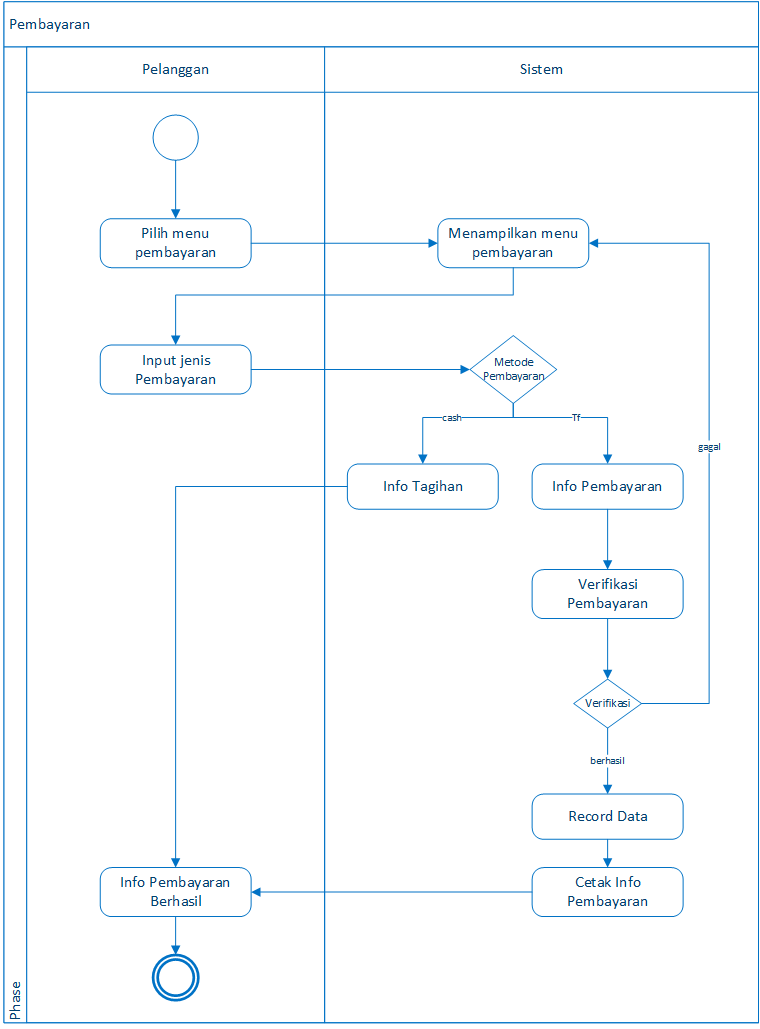 Pembayaran
Pelanggan
Sistem
Pilih menu
pembayaran
Menampilkan menu
pembayaran
Input jenis
Pembayaran
Metode
Pembayaran
cash
Tf
gagal
Info Tagihan
Info Pembayaran
Verifikasi
Pembayaran
Verifikasi
berhasil
Record Data
Info Pembayaran
Berhasil
Cetak Info
Pembayaran
Phase